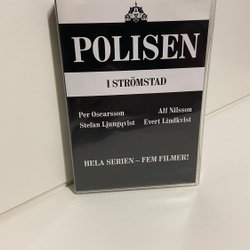 POLISEN
I STRÖMSTAD
Per Oscarsson Alf Nilsson
Stefan Ljungqvist Evert Lindkvist
HELA SERIEN – FEM FILMER!